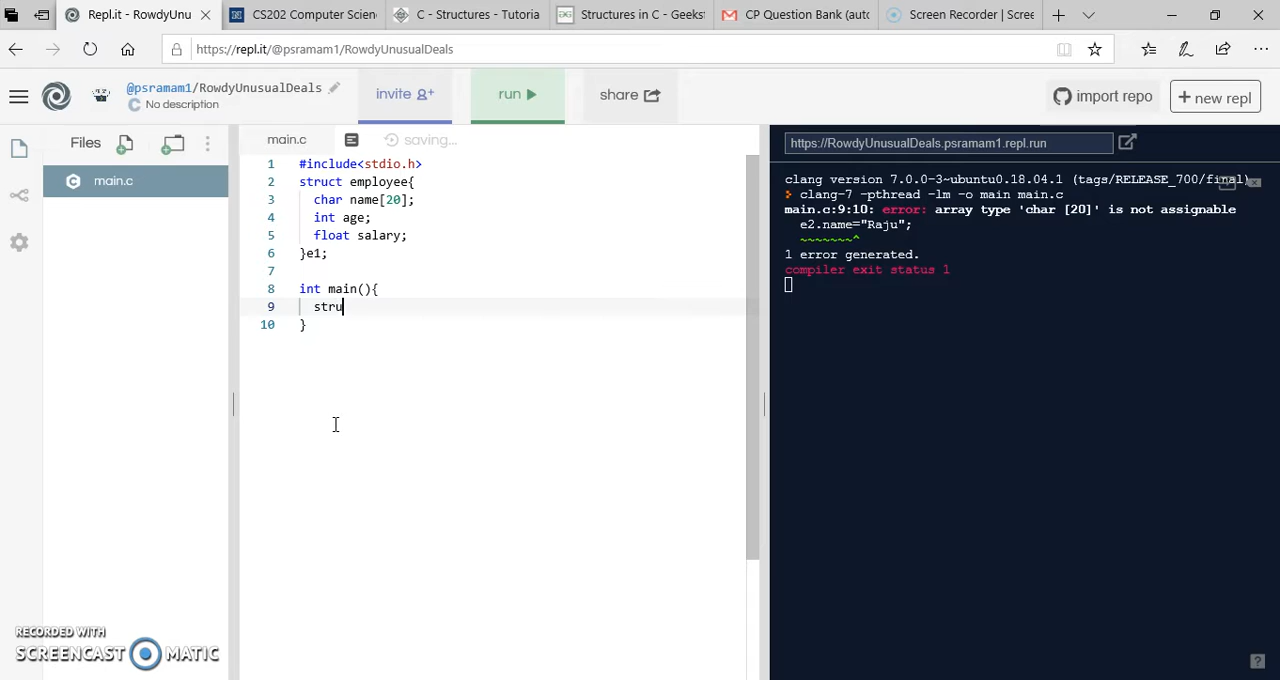 Repl.it - RowdyUnu
CS202 Computer Scien
C - Structures - Tutoria
Structures in C - Geeks
CP Question Bank (auto
Screen Recorder | Scre
https://repl.it/@psramam1/RowdyUnusualDeals
@psramam1/RowdyUnusualDeals
No description
invite
run
share
import repo
+ new repl
Files
main.c
main.c
saving...
https://RowdyUnusualDeals.psramam1.repl.run
1 #include<stdio.h>
2 struct employee{
3 char name[20];
4 int age;
5 float salary;
6 }e1;
7
8 int main(){
9 stru
10 }
clang version 7.0.0-3~ubuntu0.18.04.1 (tags/RELEASE_700/final)
clang-7 -pthread -lm -o main main.c
main.c:9:10: error: array type 'char [20]' is not assignable
e2.name="Raju";
~~~~~~~^
1 error generated.
compiler exit status 1
RECORDED WITH
SCREENCAST MATIC